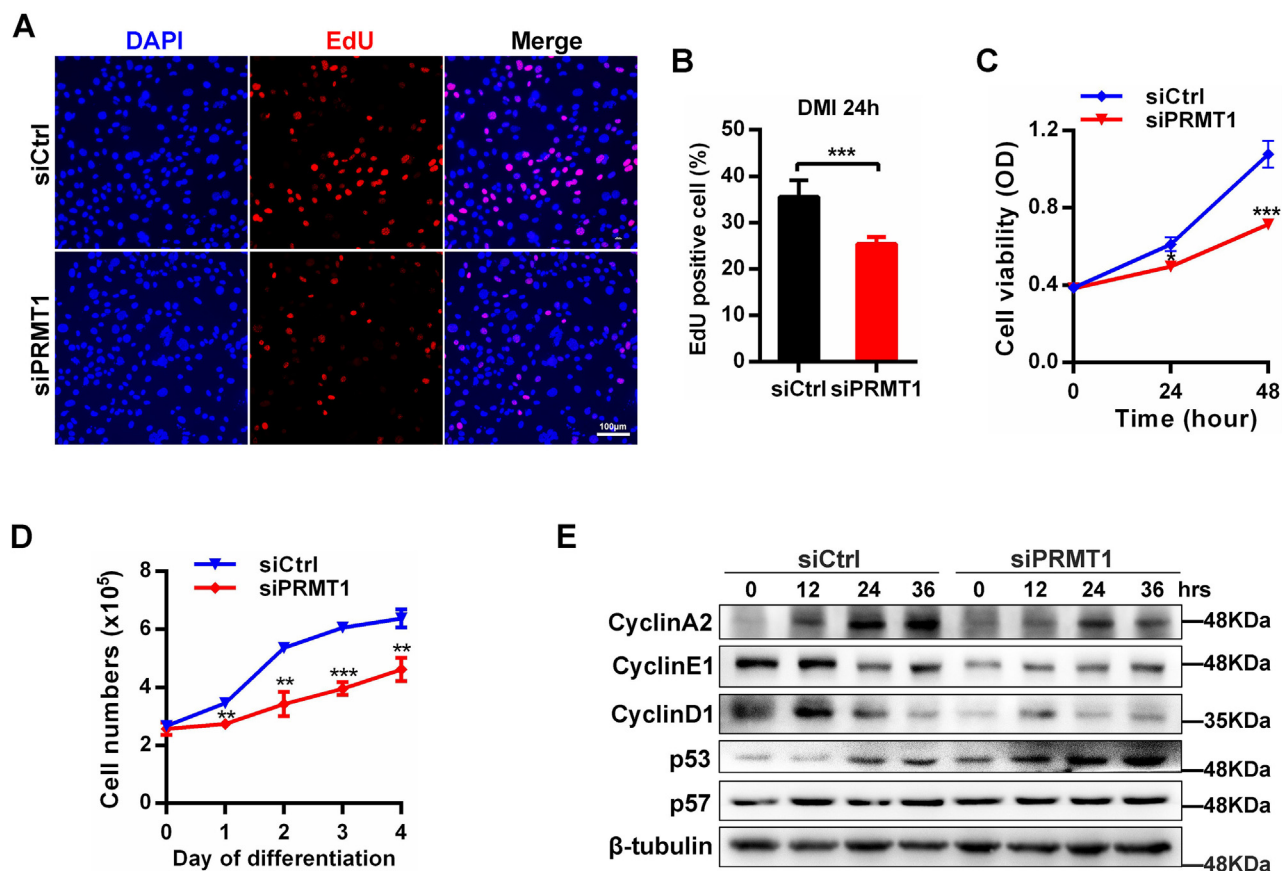 A
DAPI EdU Merge
siCtrl
siPRMT1
100μm
B
DMI 24h
EdU positive cell (%)
50
40
30
20
10
0
***
siCtrl siPRMT1
C
siCtrl
siPRMT1
Cell viability (OD)
1.2
0.8
0.4
0.0
*
***
0 24 48
Time (hour)
D
siCtrl
siPRMT1
Cell numbers (x10⁵)
8
6
4
2
0
**
**
***
**
0 1 2 3 4
Day of differentiation
E
siCtrl siPRMT1
0 12 24 36 0 12 24 36 hrs
CyclinA2 48KDa
CyclinE1 48KDa
CyclinD1 35KDa
p53 48KDa
p57 48KDa
β-tubulin 48KDa